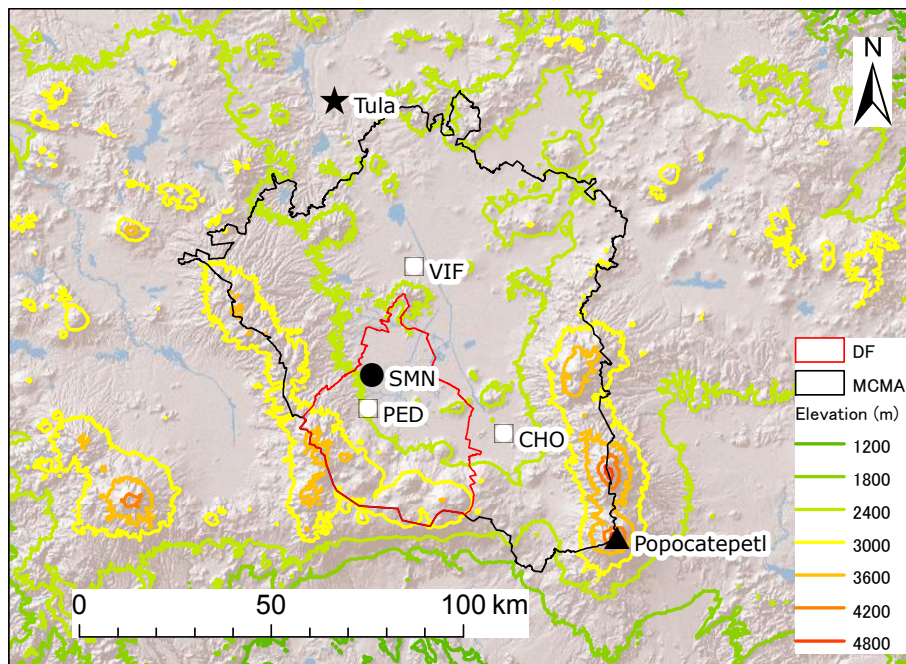 N
Tula
VIF
SMN
PED
CHO
Popocatepetl
DF
MCMA
Elevation (m)
1200
1800
2400
3000
3600
4200
4800
0 50 100 km